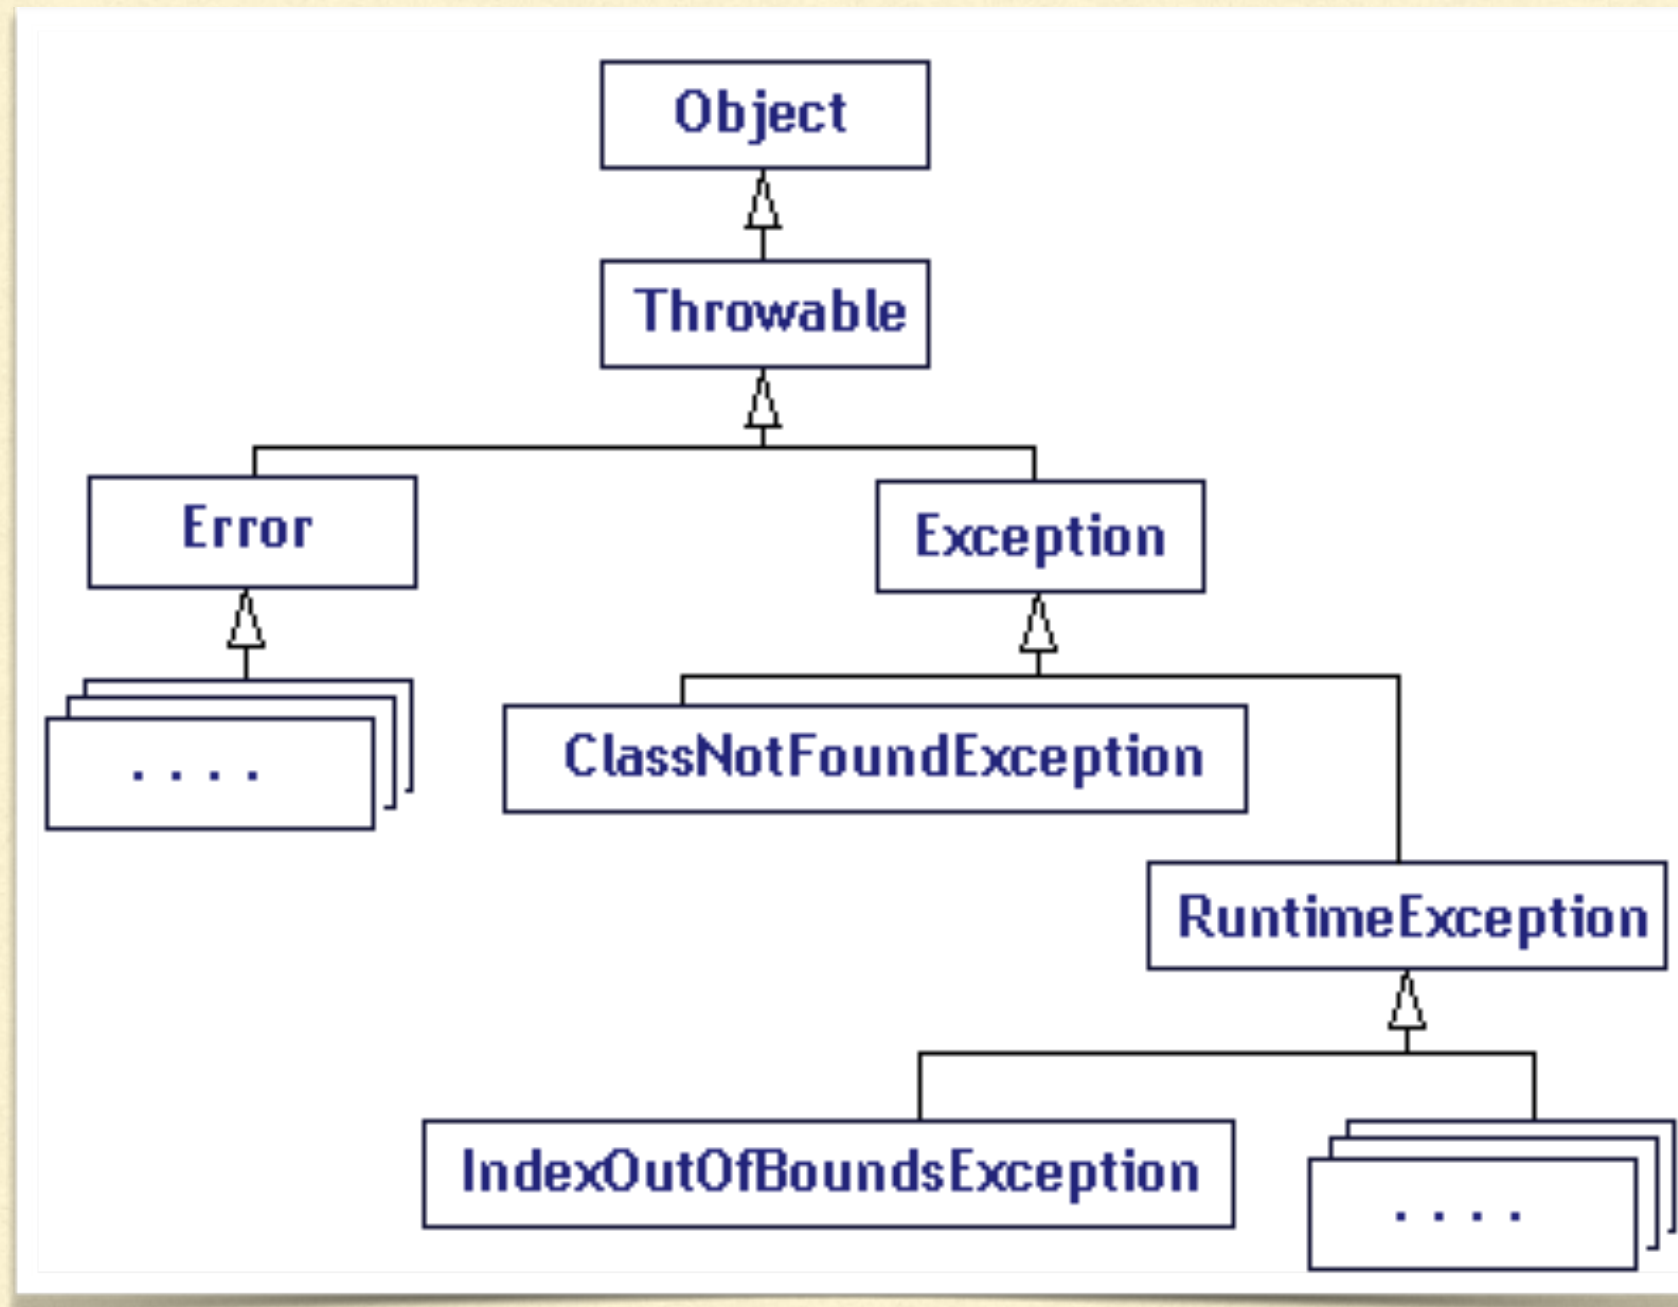 Object
Throwable
Error
Exception
. . . .
ClassNotFoundException
RuntimeException
IndexOutOfBoundsException
. . . .